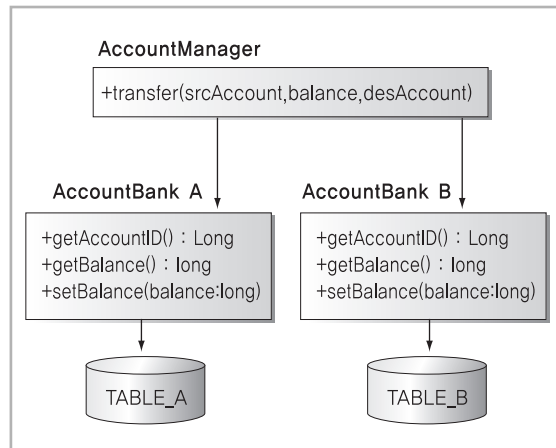 AccountManager
+transfer(srcAccount,balance,desAccount)
AccountBank A
+getAccountID() : Long
+getBalance() : long
+setBalance(balance:long)
TABLE_A
AccountBank B
+getAccountID() : Long
+getBalance() : long
+setBalance(balance:long)
TABLE_B